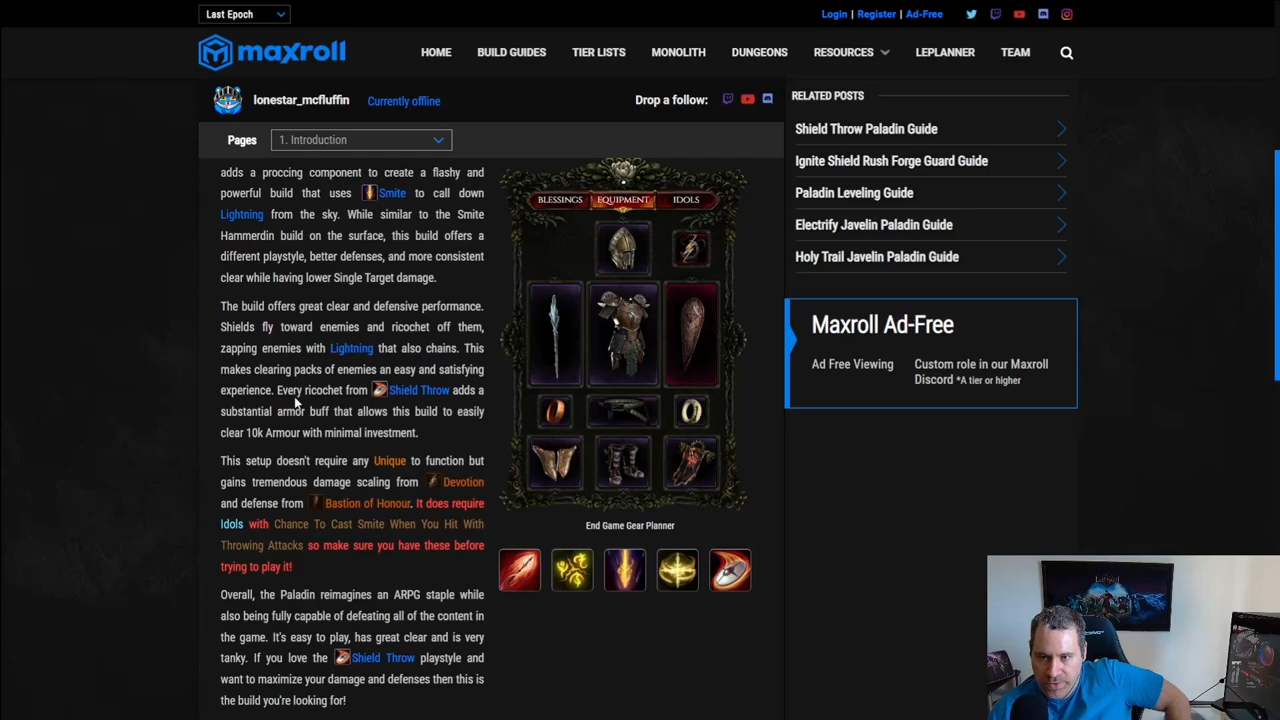 Last Epoch
Login | Register | Ad-Free
maxroll
HOME BUILD GUIDES TIER LISTS MONOLITH DUNGEONS RESOURCES LEPLANNER TEAM
lonestar_mcfluffin Currently offline Drop a follow:
Pages 1. Introduction
adds a proccing component to create a flashy and
powerful build that uses Smite to call down
Lightning from the sky. While similar to the Smite
Hammerdin build on the surface, this build offers a
different playstyle, better defenses, and more consistent
clear while having lower Single Target damage.
The build offers great clear and defensive performance.
Shields fly toward enemies and ricochet off them,
zapping enemies with Lightning that also chains. This
makes clearing packs of enemies an easy and satisfying
experience. Every ricochet from Shield Throw adds a
substantial armor buff that allows this build to easily
clear 10k Armour with minimal investment.
This setup doesn't require any Unique to function but
gains tremendous damage scaling from Devotion
and defense from Bastion of Honour. It does require
Idols with Chance To Cast Smite When You Hit With
Throwing Attacks so make sure you have these before
trying to play it!
Overall, the Paladin reimagines an ARPG staple while
also being fully capable of defeating all of the content in
the game. It's easy to play, has great clear and is very
tanky. If you love the Shield Throw playstyle and
want to maximize your damage and defenses then this is
the build you're looking for!
BLESSINGS EQUIPMENT IDOLS
End Game Gear Planner
RELATED POSTS
Shield Throw Paladin Guide
Ignite Shield Rush Forge Guard Guide
Paladin Leveling Guide
Electrify Javelin Paladin Guide
Holy Trail Javelin Paladin Guide
Maxroll Ad-Free
Ad Free Viewing
Custom role in our Maxroll
Discord *A tier or higher